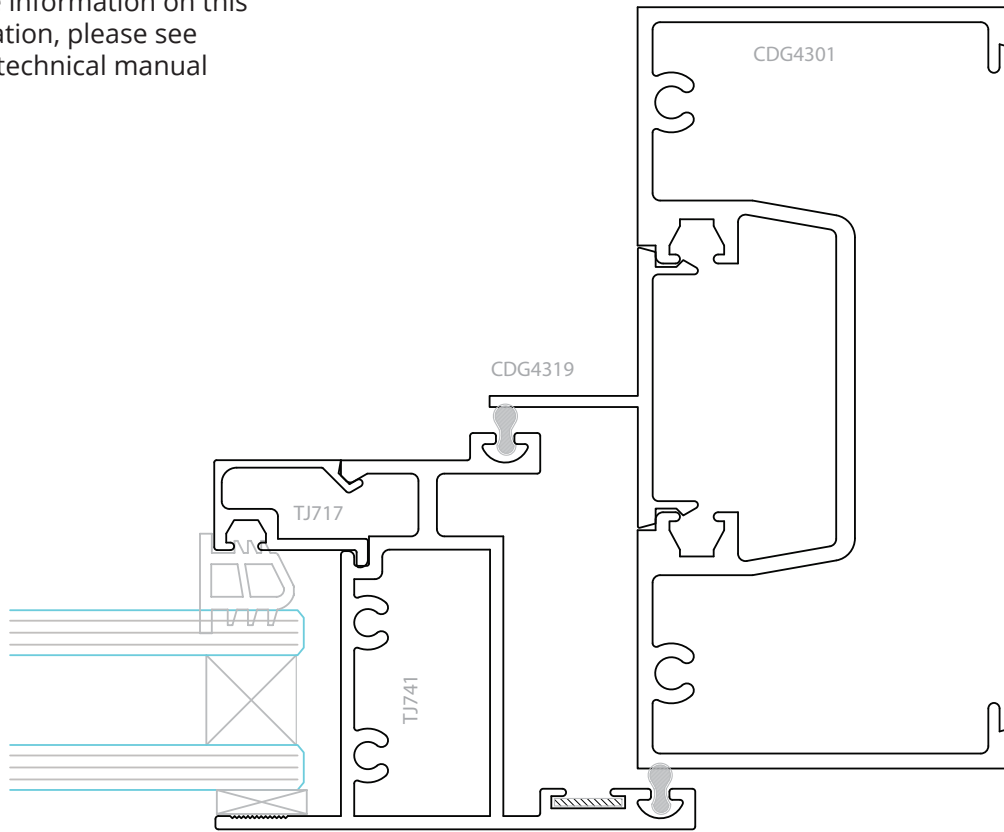 information on this
please see
technical manual
CDG4301
CDG4319
TJ717
TJ741